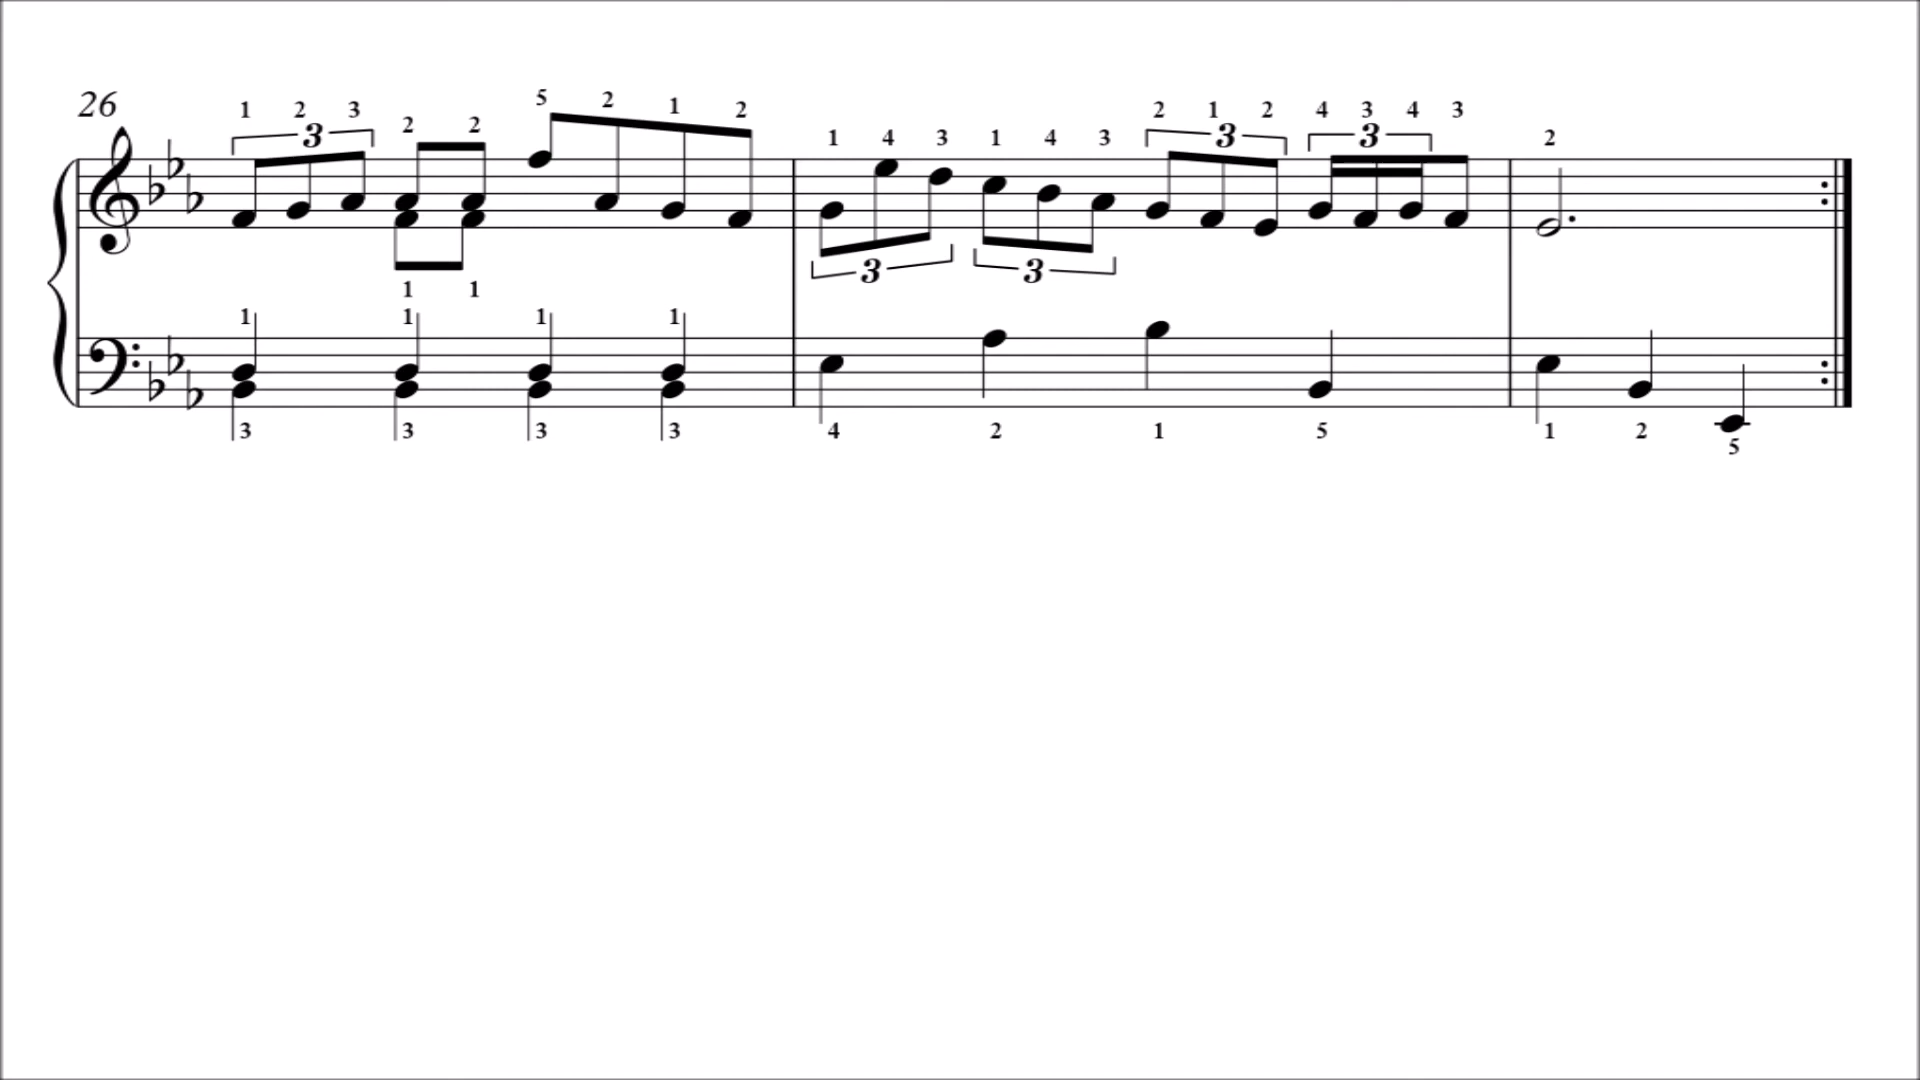 26
1 2 3 2 2 5 2 1 2 1 4 3 1 4 3 2 1 2 4 3 4 3 2
3 3 3
3 3
1 1
1 1 1 1
3 3 3 3 4 2 1 5 1 2 5